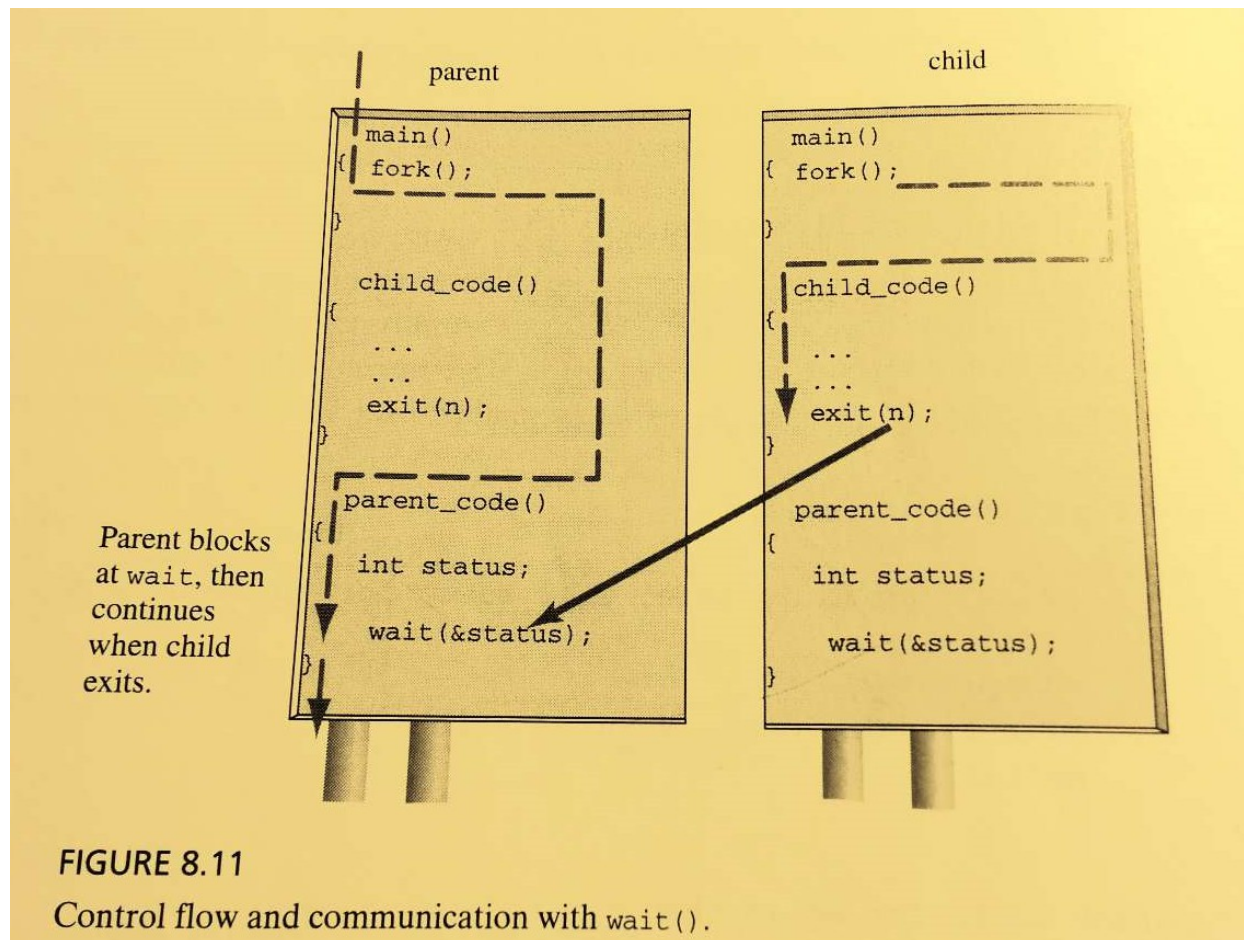 parent
main()
{ fork();
}
child_code()
{
...
...
exit(n);
}
parent_code()
{
int status;
wait(&status);
}
child
main()
{ fork();
}
child_code()
{
...
...
exit(n);
}
parent_code()
{
int status;
wait(&status);
}
Parent blocks
at wait, then
continues
when child
exits.
FIGURE 8.11
Control flow and communication with wait().